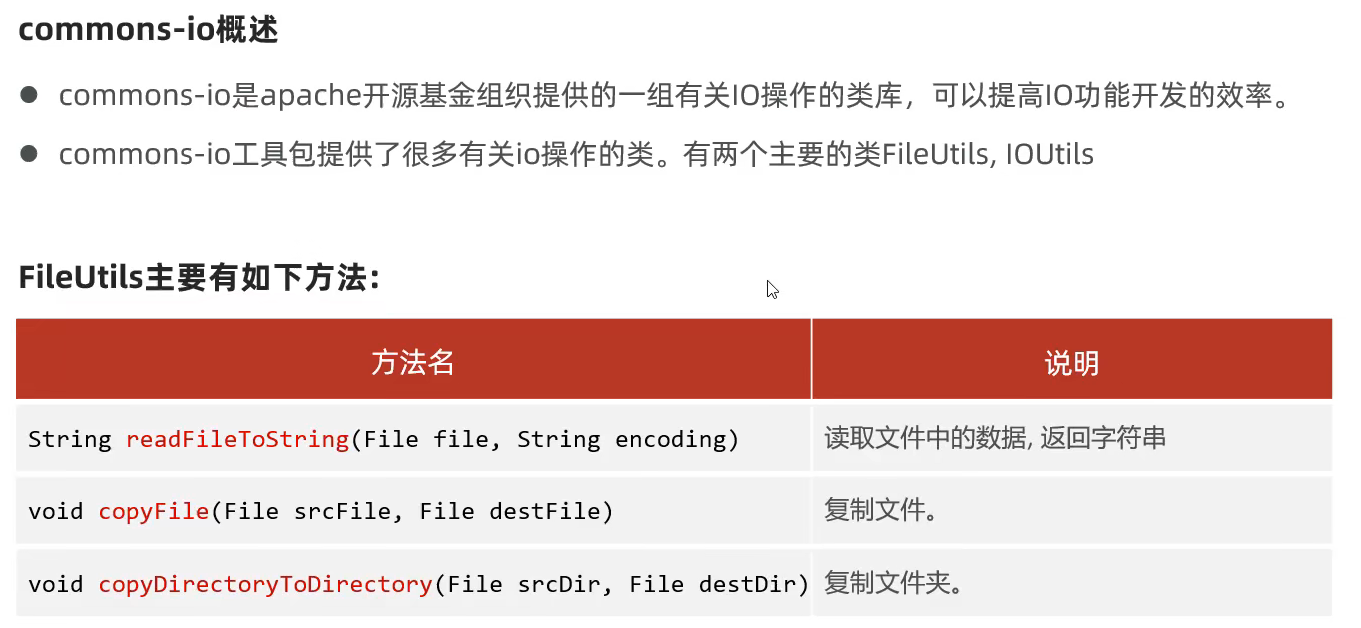 commons-io概述
commons-io是apache开源基金组织提供的一组有关IO操作的类库，可以提高IO功能开发的效率。
commons-io工具包提供了很多有关io操作的类。有两个主要的类FileUtils, IOUtils
FileUtils主要有如下方法:
方法名 说明
String readFileToString(File file, String encoding) 读取文件中的数据, 返回字符串
void copyFile(File srcFile, File destFile) 复制文件。
void copyDirectoryToDirectory(File srcDir, File destDir) 复制文件夹。